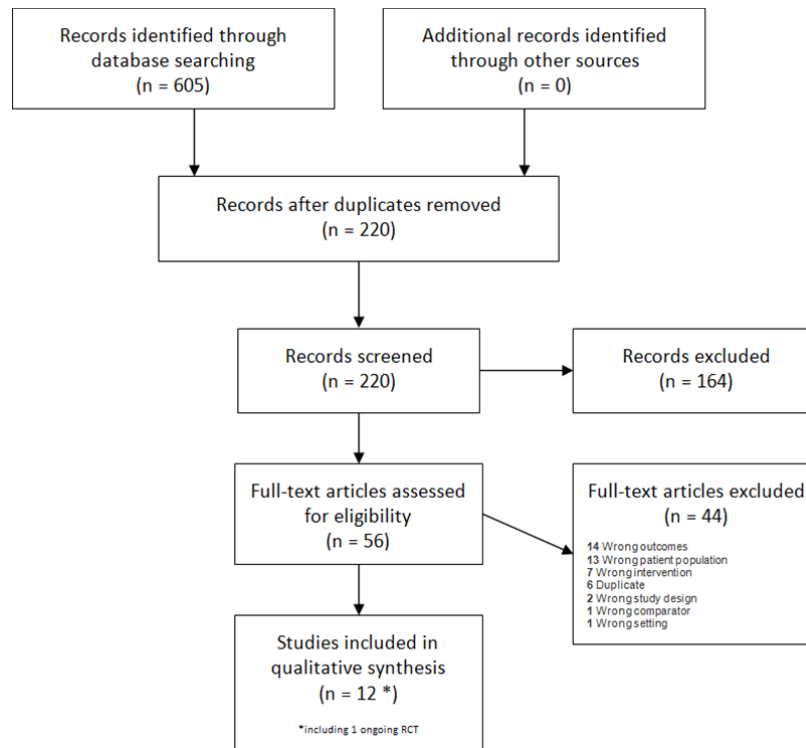 Records identified through
database searching
(n = 605)
Additional records identified
through other sources
(n = 0)
Records after duplicates removed
(n = 220)
Records screened
(n = 220)
Records excluded
(n = 164)
Full-text articles assessed
for eligibility
(n = 56)
Full-text articles excluded
(n = 44)
14 Wrong outcomes
13 Wrong patient population
7 Wrong intervention
6 Duplicate
2 Wrong study design
1 Wrong comparator
1 Wrong setting
Studies included in
qualitative synthesis
(n = 12 *)
*including 1 ongoing RCT